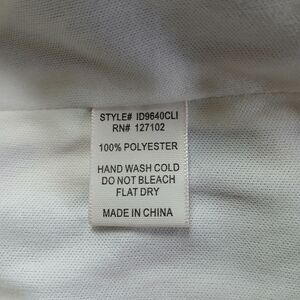 STYLE# ID9640CLI
RN# 127102
100% POLYESTER
HAND WASH COLD
DO NOT BLEACH
FLAT DRY
MADE IN CHINA